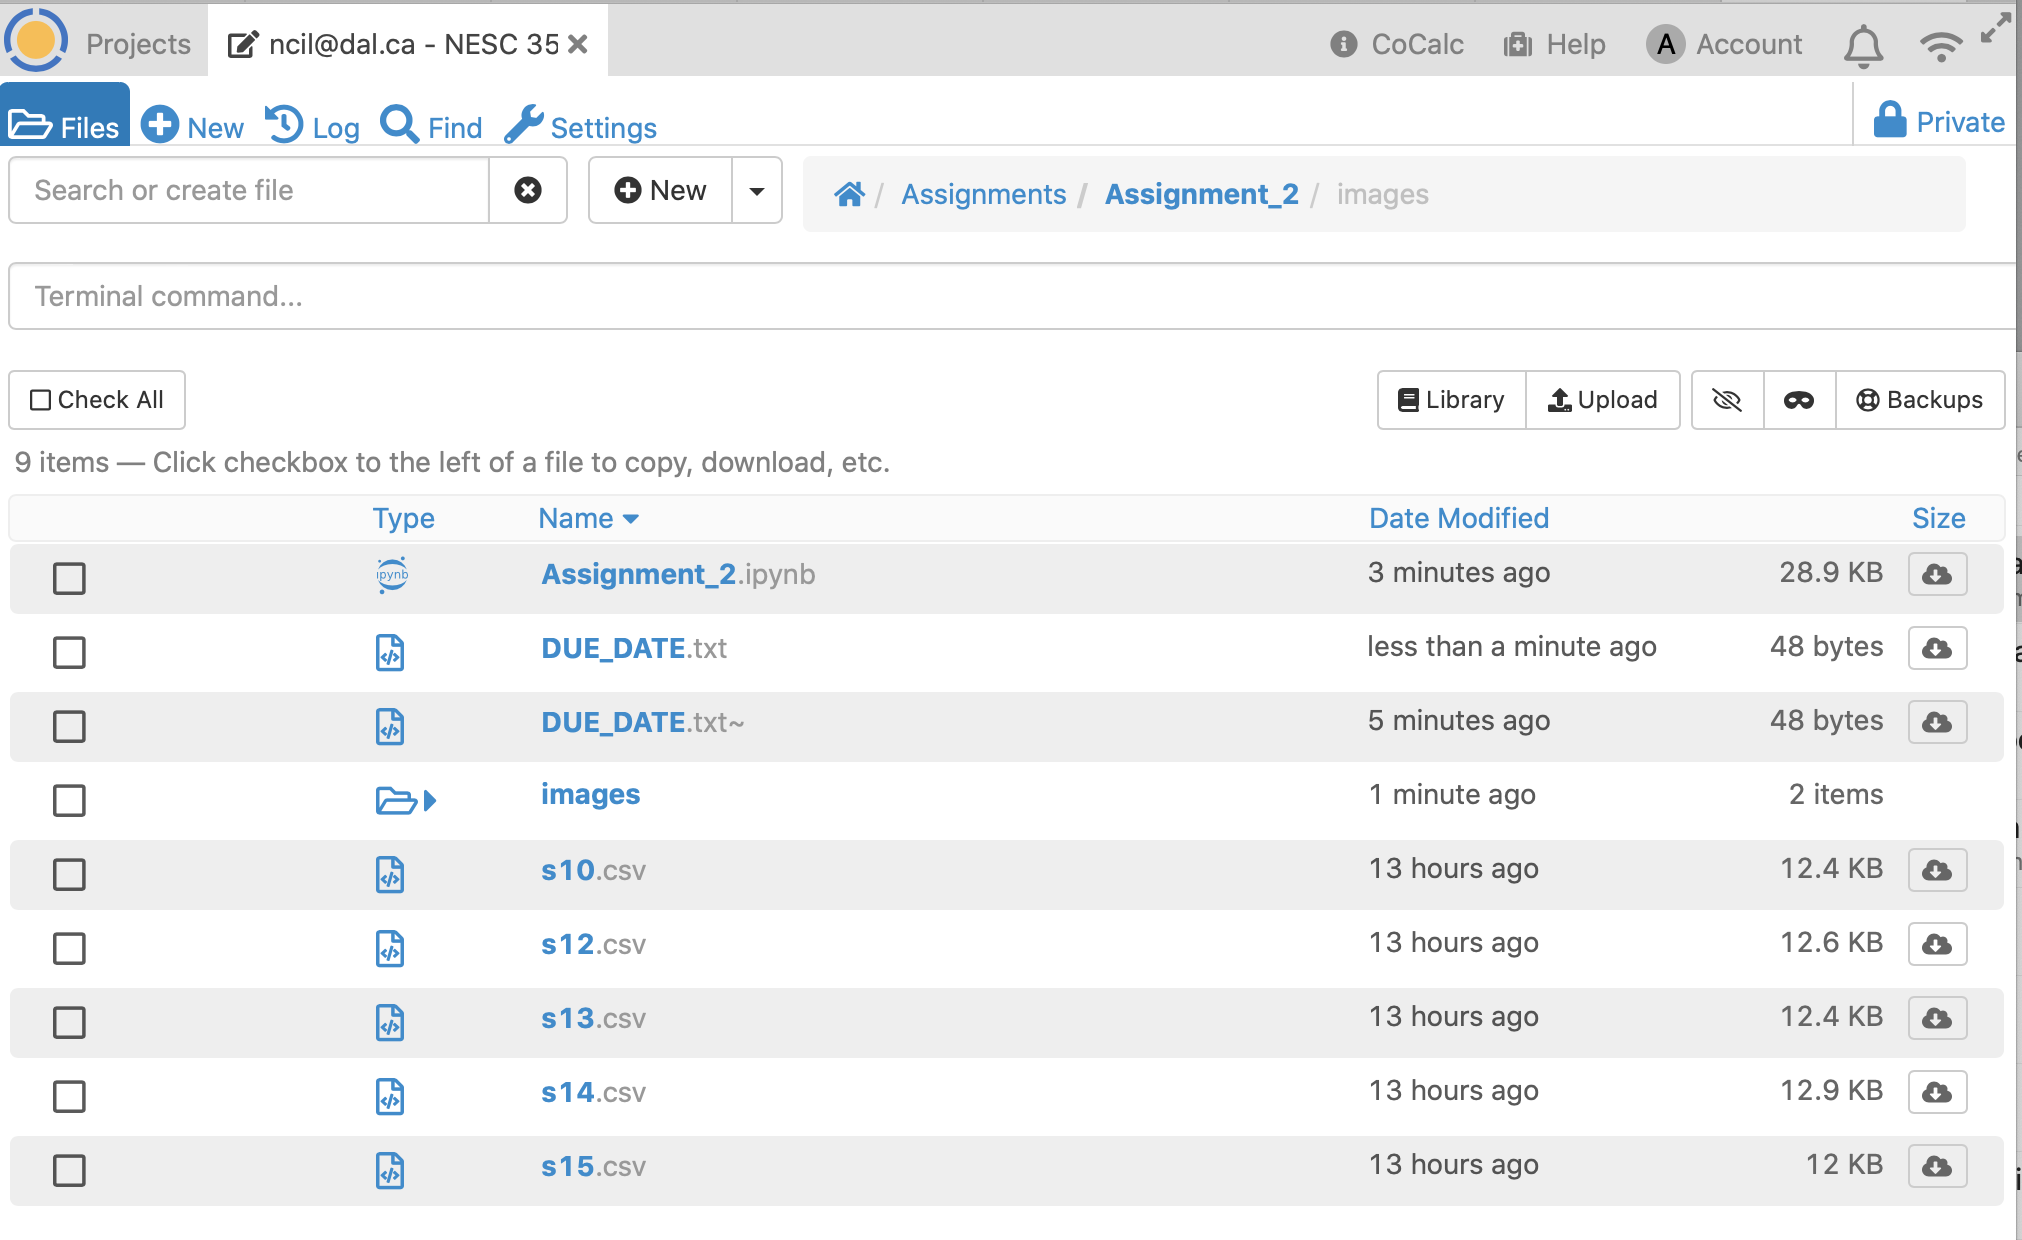 Projects ncil@dal.ca - NESC 35 CoCalc Help A Account
Files New Log Find Settings Private
Search or create file New / Assignments / Assignment_2 / images
Terminal command...
Check All Library Upload Backups
9 items — Click checkbox to the left of a file to copy, download, etc.
Type Name Date Modified Size
ipynb Assignment_2.ipynb 3 minutes ago 28.9 KB
DUE_DATE.txt less than a minute ago 48 bytes
DUE_DATE.txt~ 5 minutes ago 48 bytes
images 1 minute ago 2 items
s10.csv 13 hours ago 12.4 KB
s12.csv 13 hours ago 12.6 KB
s13.csv 13 hours ago 12.4 KB
s14.csv 13 hours ago 12.9 KB
s15.csv 13 hours ago 12 KB